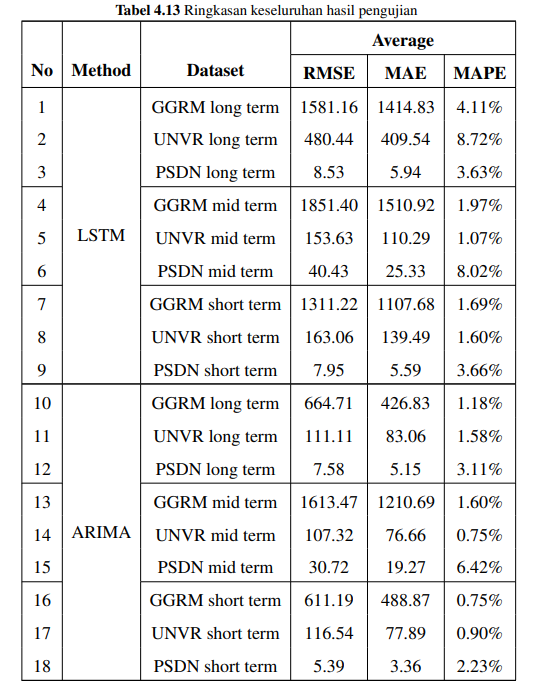 Tabel 4.13 Ringkasan keseluruhan hasil pengujian
No Method Dataset Average
RMSE MAE MAPE
1 GGRM long term 1581.16 1414.83 4.11%
2 UNVR long term 480.44 409.54 8.72%
3 PSDN long term 8.53 5.94 3.63%
4 GGRM mid term 1851.40 1510.92 1.97%
5 LSTM UNVR mid term 153.63 110.29 1.07%
6 PSDN mid term 40.43 25.33 8.02%
7 GGRM short term 1311.22 1107.68 1.69%
8 UNVR short term 163.06 139.49 1.60%
9 PSDN short term 7.95 5.59 3.66%
10 GGRM long term 664.71 426.83 1.18%
11 UNVR long term 111.11 83.06 1.58%
12 PSDN long term 7.58 5.15 3.11%
13 GGRM mid term 1613.47 1210.69 1.60%
14 ARIMA UNVR mid term 107.32 76.66 0.75%
15 PSDN mid term 30.72 19.27 6.42%
16 GGRM short term 611.19 488.87 0.75%
17 UNVR short term 116.54 77.89 0.90%
18 PSDN short term 5.39 3.36 2.23%